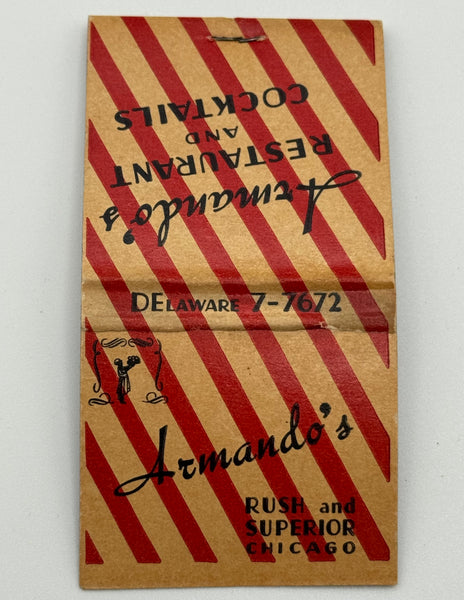 Armando's
RESTAURANT
AND
COCKTAILS
DELAWARE 7-7672
Armando's
RUSH and
SUPERIOR
CHICAGO